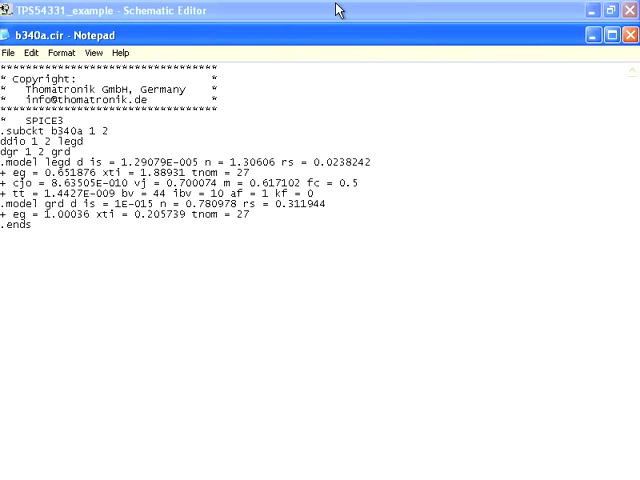 TPS54331_example - Schematic Editor
b340a.cir - Notepad
File Edit Format View Help
*********************************
* Copyright: *
* Thomatronik GmbH, Germany *
* info@thomatronik.de *
*********************************
* SPICE3
.subckt b340a 1 2
ddio 1 2 legd
dgr 1 2 grd
.model legd d is = 1.29079E-005 n = 1.30606 rs = 0.0238242
+ eg = 0.651876 xti = 1.88931 tnom = 27
+ cjo = 8.63505E-010 vj = 0.700074 m = 0.617102 fc = 0.5
+ tt = 1.4427E-009 bv = 44 ibv = 10 af = 1 kf = 0
.model grd d is = 1E-015 n = 0.780978 rs = 0.311944
+ eg = 1.00036 xti = 0.205739 tnom = 27
.ends